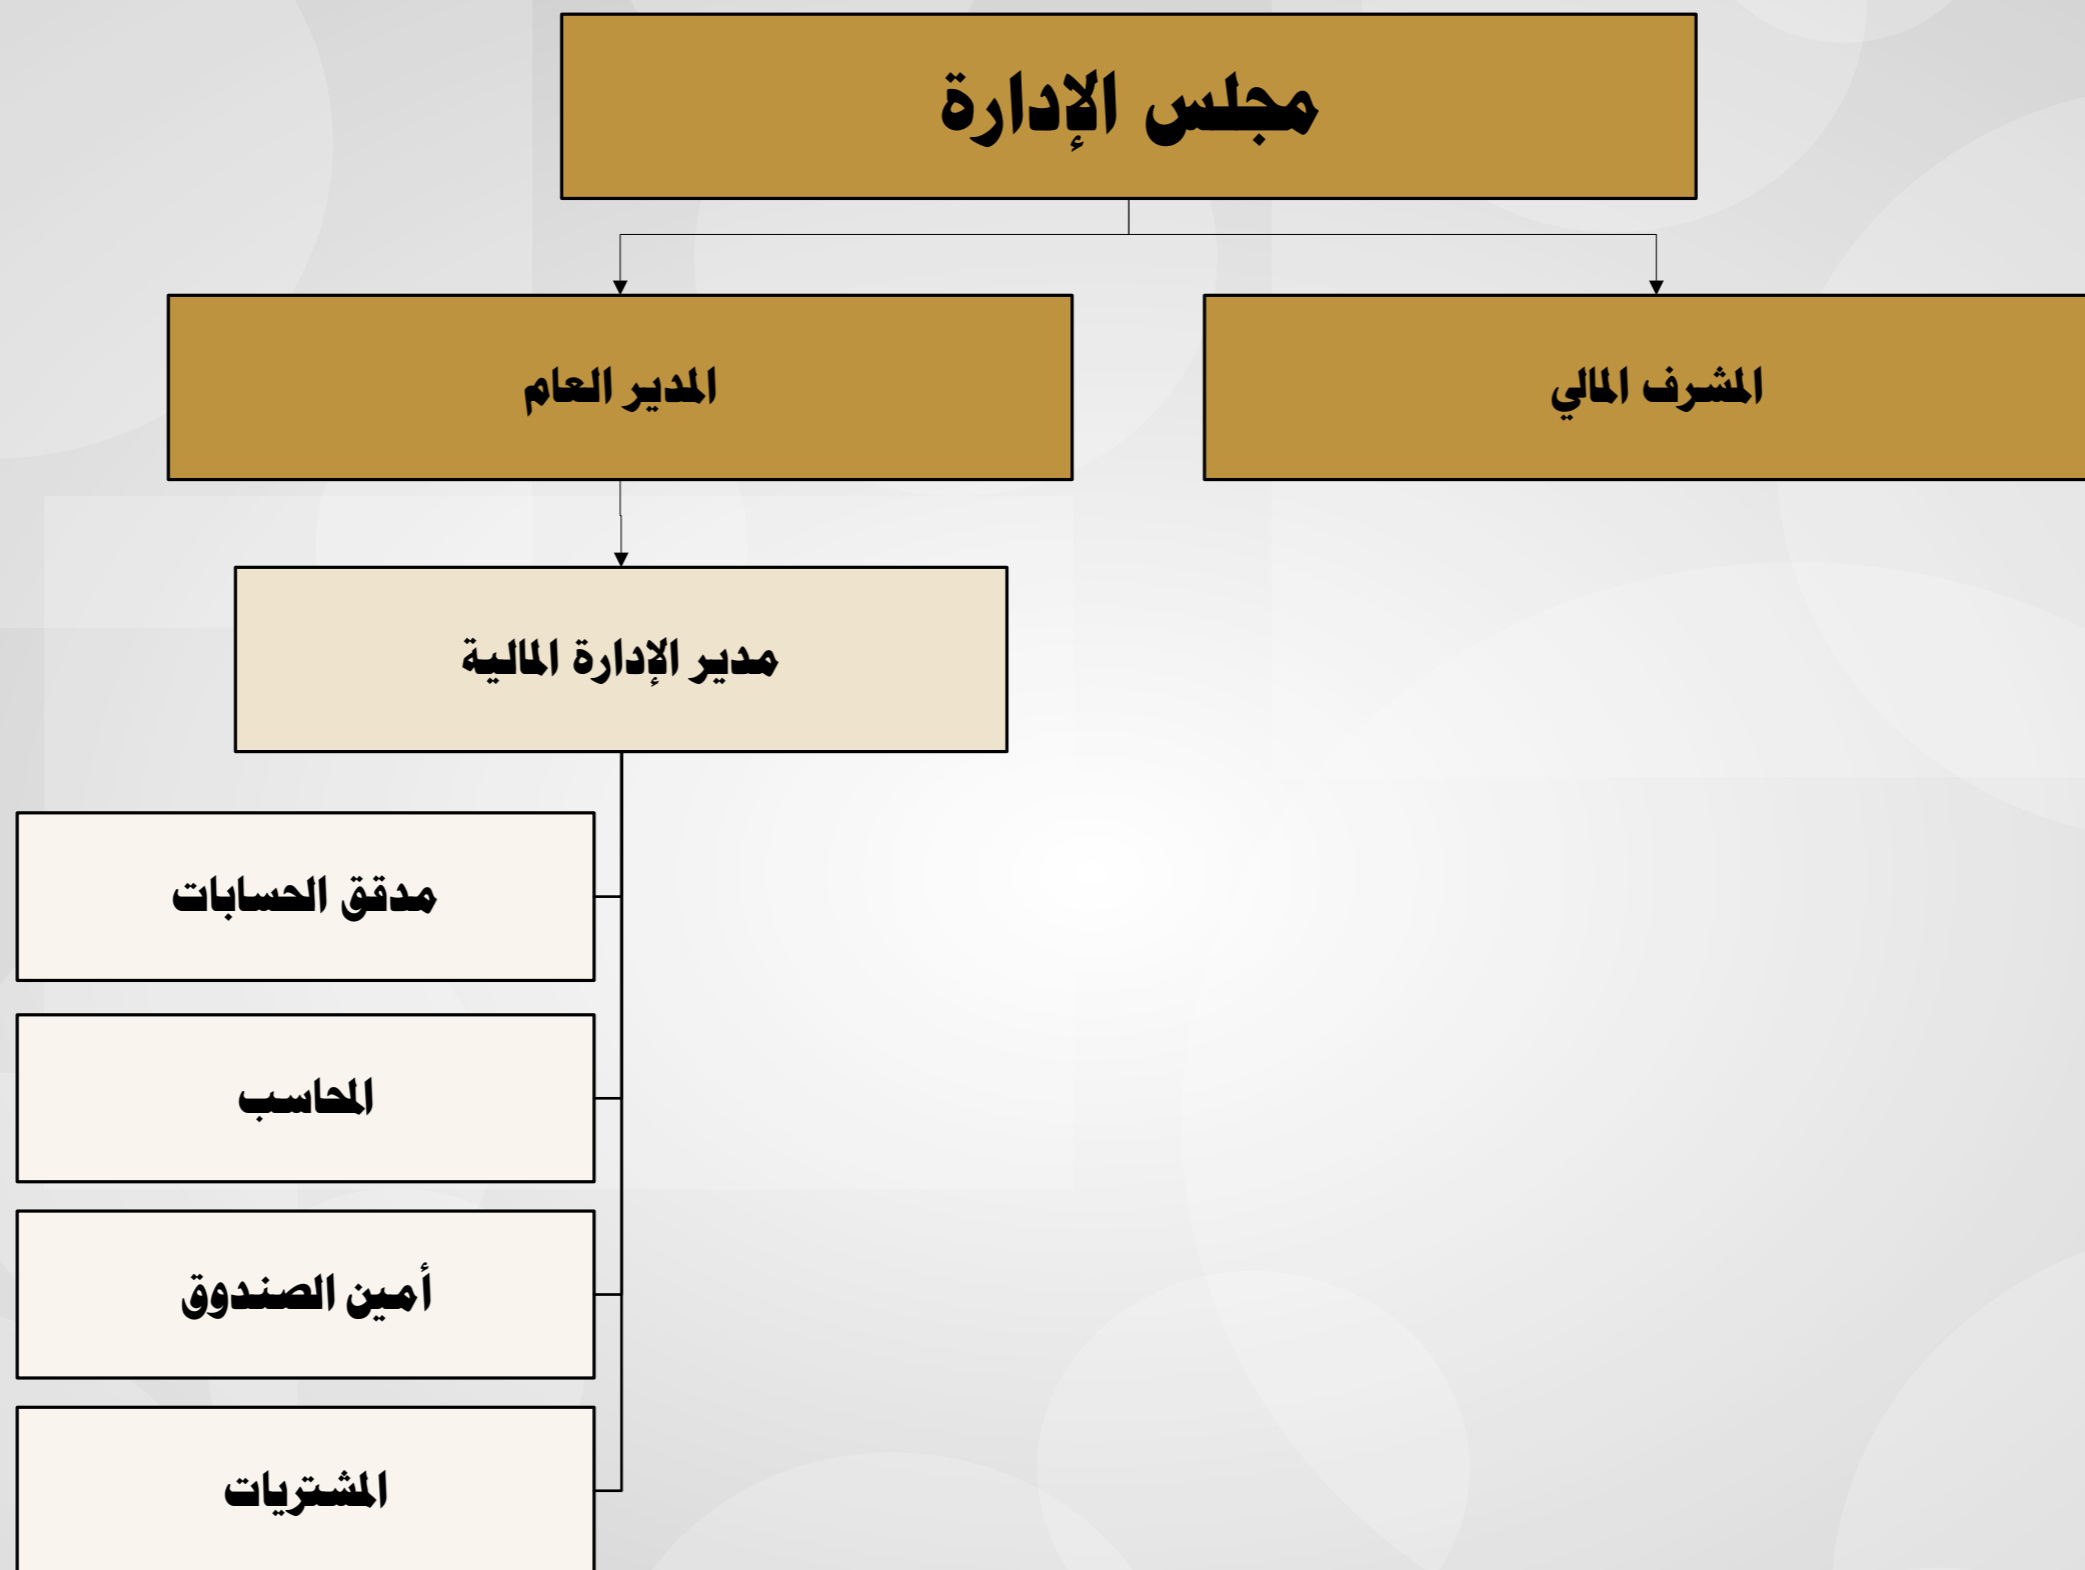 مجلس الإدارة
المشرف المالي
المدير العام
مدير الإدارة المالية
مدقق الحسابات
المحاسب
أمين الصندوق
المشتريات